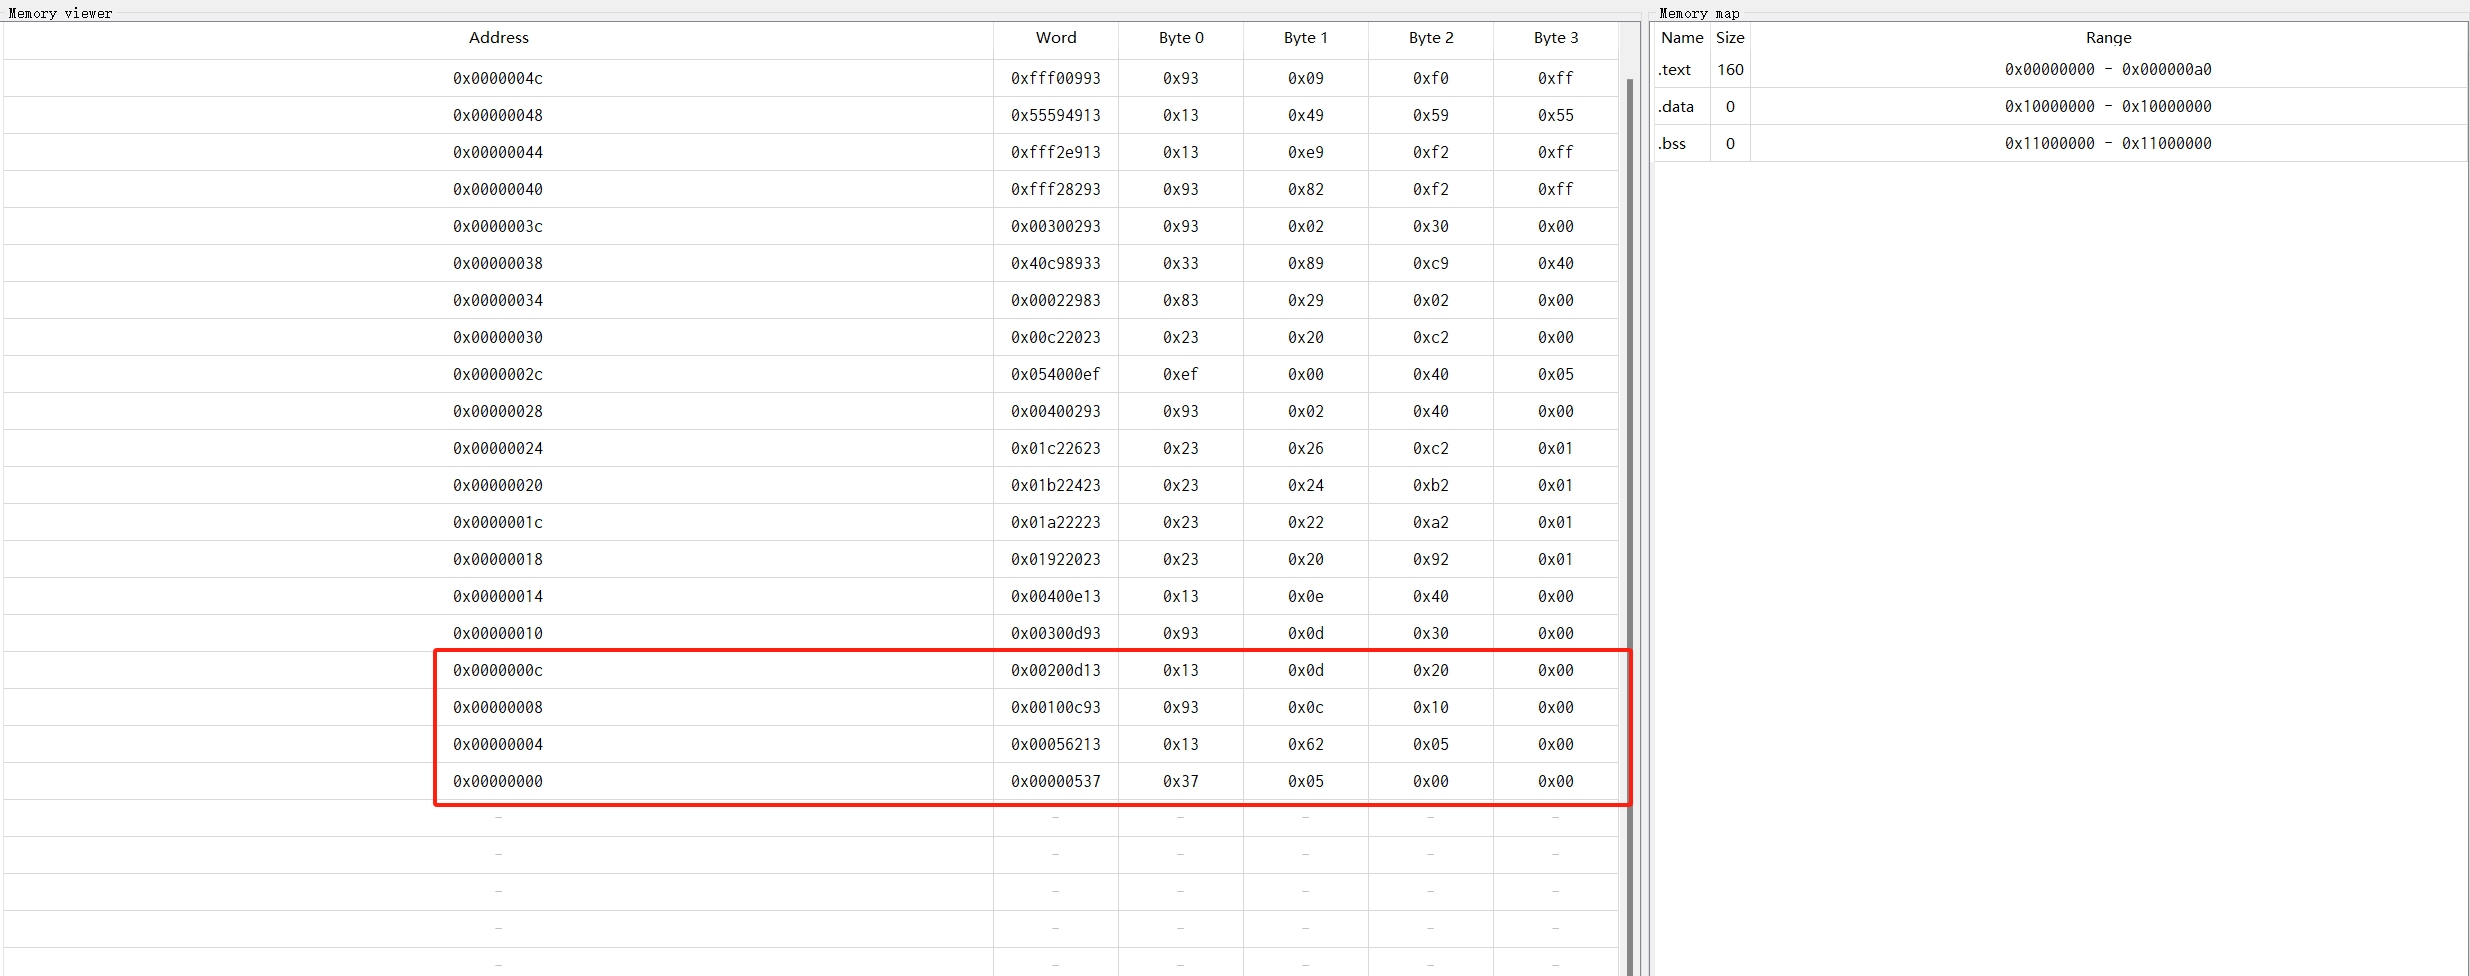 Memory viewer
Address Word Byte 0 Byte 1 Byte 2 Byte 3
0x0000004c 0xfff00993 0x93 0x09 0xf0 0xff
0x00000048 0x55594913 0x13 0x49 0x59 0x55
0x00000044 0xfff2e913 0x13 0xe9 0xf2 0xff
0x00000040 0xfff28293 0x93 0x82 0xf2 0xff
0x0000003c 0x00300293 0x93 0x02 0x30 0x00
0x00000038 0x40c98933 0x33 0x89 0xc9 0x40
0x00000034 0x00022983 0x83 0x29 0x02 0x00
0x00000030 0x00c22023 0x23 0x20 0xc2 0x00
0x0000002c 0x054000ef 0xef 0x00 0x40 0x05
0x00000028 0x00400293 0x93 0x02 0x40 0x00
0x00000024 0x01c22623 0x23 0x26 0xc2 0x01
0x00000020 0x01b22423 0x23 0x24 0xb2 0x01
0x0000001c 0x01a22223 0x23 0x22 0xa2 0x01
0x00000018 0x01922023 0x23 0x20 0x92 0x01
0x00000014 0x00400e13 0x13 0x0e 0x40 0x00
0x00000010 0x00300d93 0x93 0x0d 0x30 0x00
0x0000000c 0x00200d13 0x13 0x0d 0x20 0x00
0x00000008 0x00100c93 0x93 0x0c 0x10 0x00
0x00000004 0x00056213 0x13 0x62 0x05 0x00
0x00000000 0x00000537 0x37 0x05 0x00 0x00
- - - - - -
- - - - - -
- - - - - -
- - - - - -
- - - - - -
Memory map
Name Size Range
.text 160 0x00000000 - 0x000000a0
.data 0 0x10000000 - 0x10000000
.bss 0 0x11000000 - 0x11000000